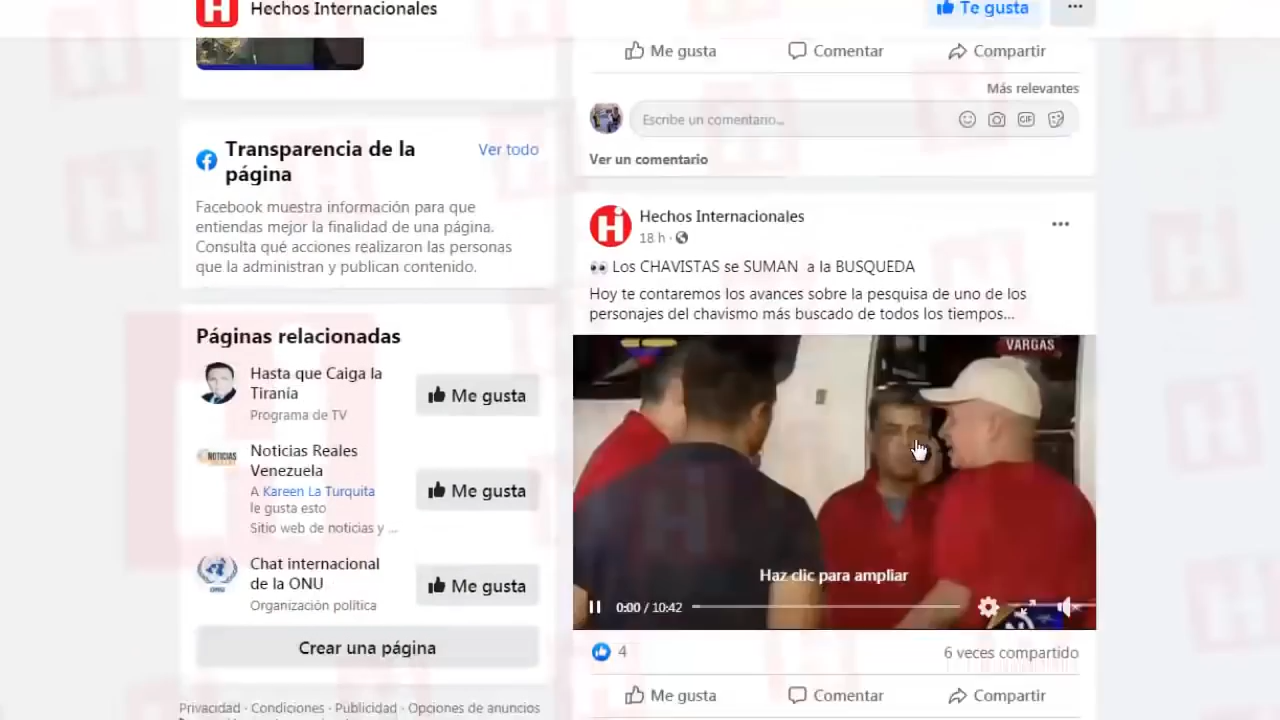 Hechos Internacionales
Te gusta
Me gusta
Comentar
Compartir
Más relevantes
Escribe un comentario...
GIF
Ver un comentario
Transparencia de la
página
Ver todo
Facebook muestra información para que
entiendas mejor la finalidad de una página.
Consulta qué acciones realizaron las personas
que la administran y publican contenido.
Páginas relacionadas
Hasta que Caiga la
Tiranía
Programa de TV
Me gusta
NOTICIAS
Noticias Reales
Venezuela
A Kareen La Turquita
le gusta esto
Sitio web de noticias y ...
Me gusta
Chat internacional
de la ONU
Organización política
Me gusta
Crear una página
Privacidad · Condiciones · Publicidad · Opciones de anuncios
Hechos Internacionales
18 h ·
👀 Los CHAVISTAS se SUMAN a la BUSQUEDA
Hoy te contaremos los avances sobre la pesquisa de uno de los
personajes del chavismo más buscado de todos los tiempos...
VARGAS
Haz clic para ampliar
0:00 / 10:42
4
6 veces compartido
Me gusta
Comentar
Compartir